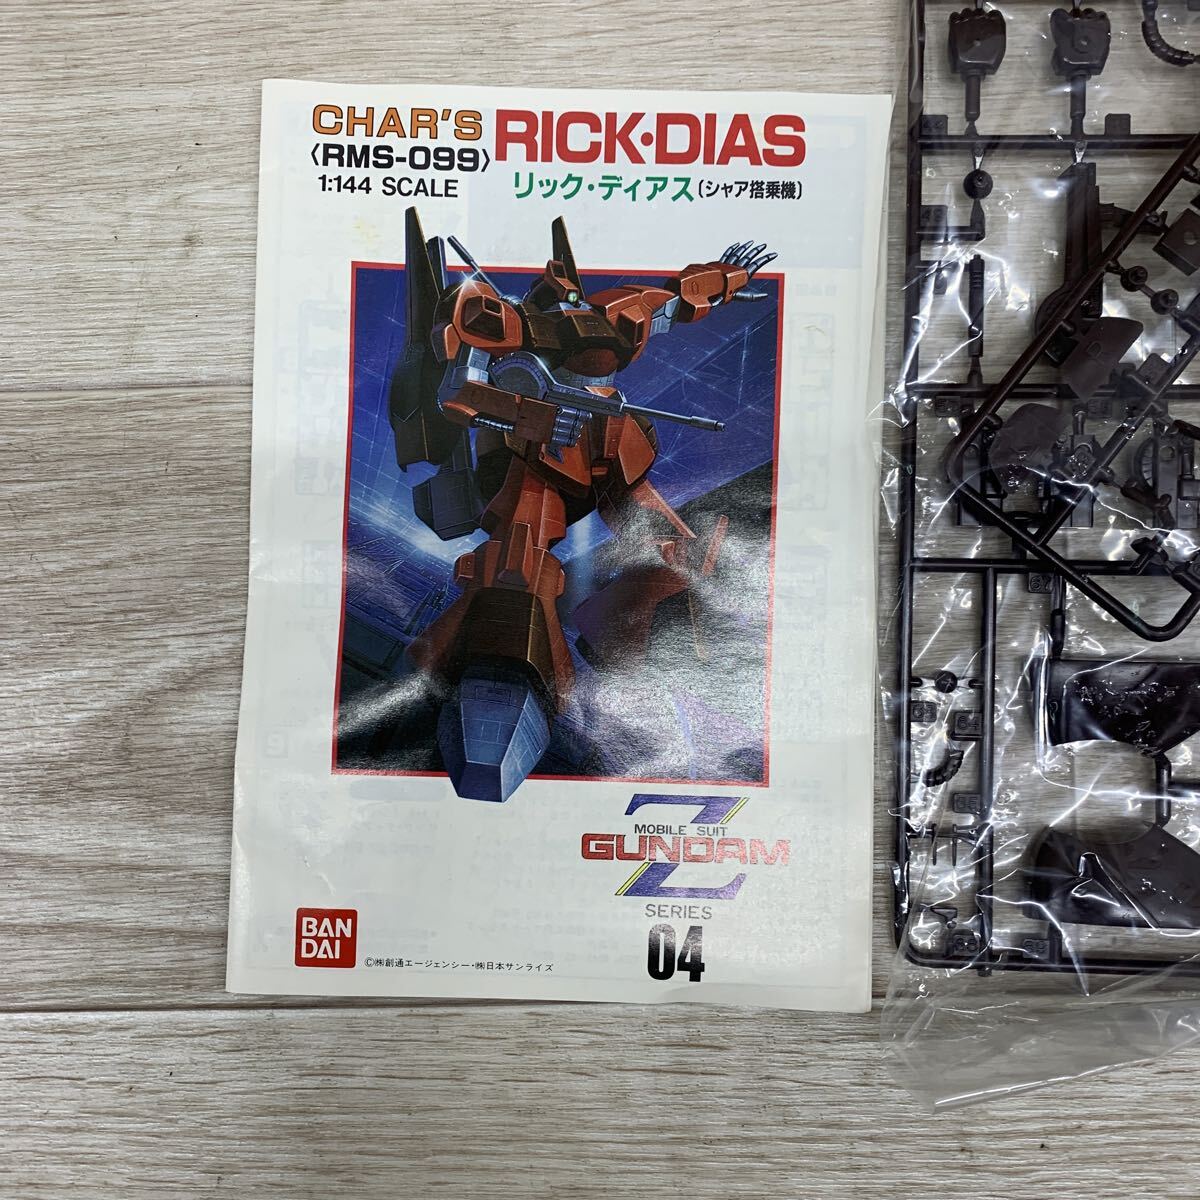 CHAR'S
〈RMS-099〉
1:144 SCALE
RICK・DIAS
リック・ディアス〔シャア搭乗機〕
MOBILE SUIT
GUNDAM
Z
SERIES
04
BAN
DAI
©㈱創通エージェンシー・㈱日本サンライズ